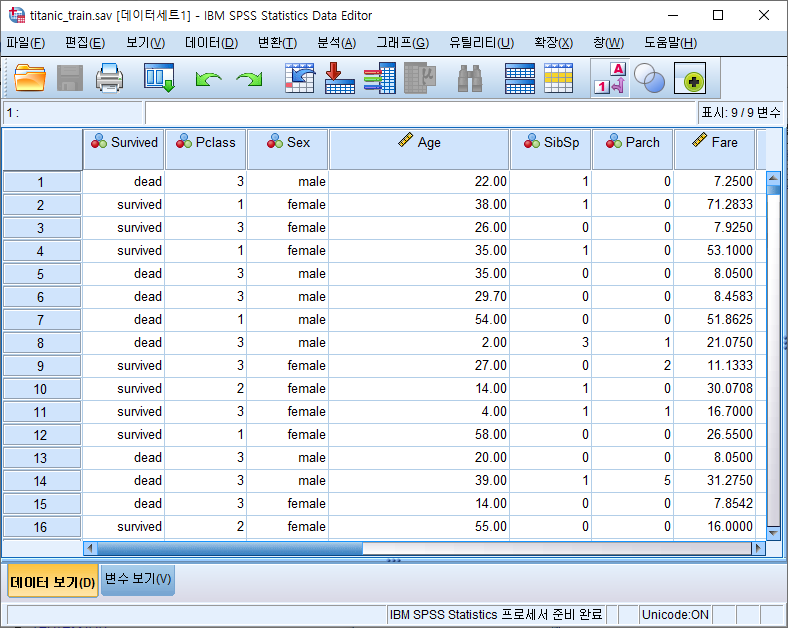 titanic_train.sav [데이터세트1] - IBM SPSS Statistics Data Editor
파일(F) 편집(E) 보기(V) 데이터(D) 변환(T) 분석(A) 그래프(G) 유틸리티(U) 확장(X) 창(W) 도움말(H)
1 A
1 : 표시: 9 / 9 변수
Survived Pclass Sex Age SibSp Parch Fare
1 dead 3 male 22.00 1 0 7.2500
2 survived 1 female 38.00 1 0 71.2833
3 survived 3 female 26.00 0 0 7.9250
4 survived 1 female 35.00 1 0 53.1000
5 dead 3 male 35.00 0 0 8.0500
6 dead 3 male 29.70 0 0 8.4583
7 dead 1 male 54.00 0 0 51.8625
8 dead 3 male 2.00 3 1 21.0750
9 survived 3 female 27.00 0 2 11.1333
10 survived 2 female 14.00 1 0 30.0708
11 survived 3 female 4.00 1 1 16.7000
12 survived 1 female 58.00 0 0 26.5500
13 dead 3 male 20.00 0 0 8.0500
14 dead 3 male 39.00 1 5 31.2750
15 dead 3 female 14.00 0 0 7.8542
16 survived 2 female 55.00 0 0 16.0000
데이터 보기(D) 변수 보기(V)
IBM SPSS Statistics 프로세서 준비 완료 Unicode:ON